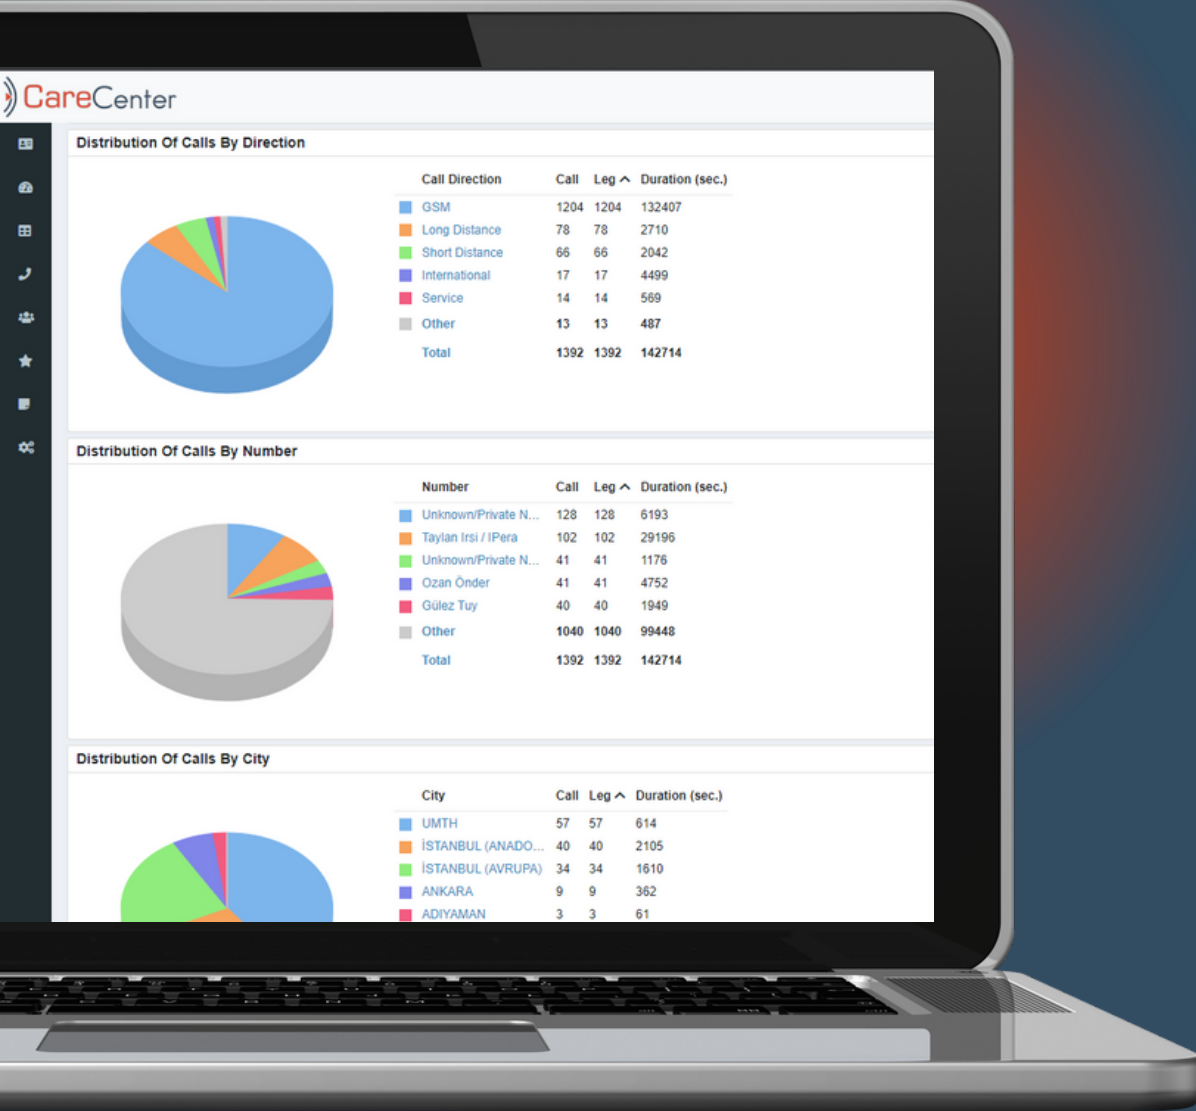 CareCenter
Distribution Of Calls By Direction
Call Direction Call Leg Duration (sec.)
GSM 1204 1204 132407
Long Distance 78 78 2710
Short Distance 66 66 2042
International 17 17 4499
Service 14 14 569
Other 13 13 487
Total 1392 1392 142714
Distribution Of Calls By Number
Number Call Leg Duration (sec.)
Unknown/Private N... 128 128 6193
Taylan Irsi / IPera 102 102 29196
Unknown/Private N... 41 41 1176
Ozan Önder 41 41 4752
Gülez Tuy 40 40 1949
Other 1040 1040 99448
Total 1392 1392 142714
Distribution Of Calls By City
City Call Leg Duration (sec.)
UMTH 57 57 614
İSTANBUL (ANADO... 40 40 2105
İSTANBUL (AVRUPA) 34 34 1610
ANKARA 9 9 362
ADIYAMAN 3 3 61